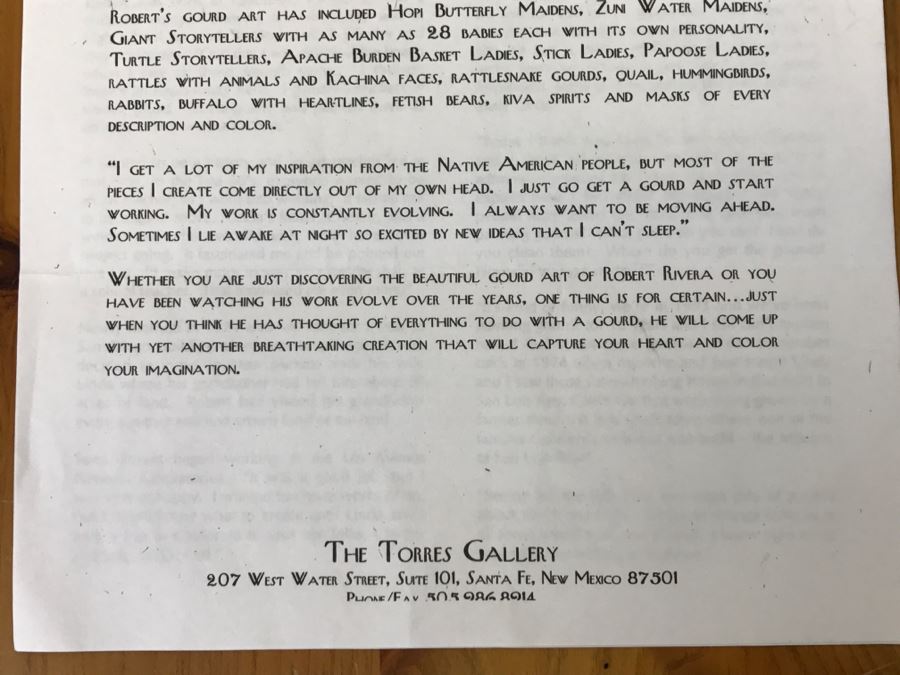 Robert's gourd art has included Hopi Butterfly Maidens, Zuni Water Maidens,
Giant Storytellers with as many as 28 babies each with its own personality,
Turtle Storytellers, Apache Burden Basket Ladies, Stick Ladies, Papoose Ladies,
rattles with animals and Kachina faces, rattlesnake gourds, quail, hummingbirds,
rabbits, buffalo with heartlines, fetish bears, kiva spirits and masks of every
description and color.
"I get a lot of my inspiration from the Native American people, but most of the
pieces I create come directly out of my own head. I just go get a gourd and start
working. My work is constantly evolving. I always want to be moving ahead.
Sometimes I lie awake at night so excited by new ideas that I can't sleep."
Whether you are just discovering the beautiful gourd art of Robert Rivera or you
have been watching his work evolve over the years, one thing is for certain...just
when you think he has thought of everything to do with a gourd, he will come up
with yet another breathtaking creation that will capture your heart and color
your imagination.
The Torres Gallery
207 West Water Street, Suite 101, Santa Fe, New Mexico 87501
Phone/Fax 505 986 8914